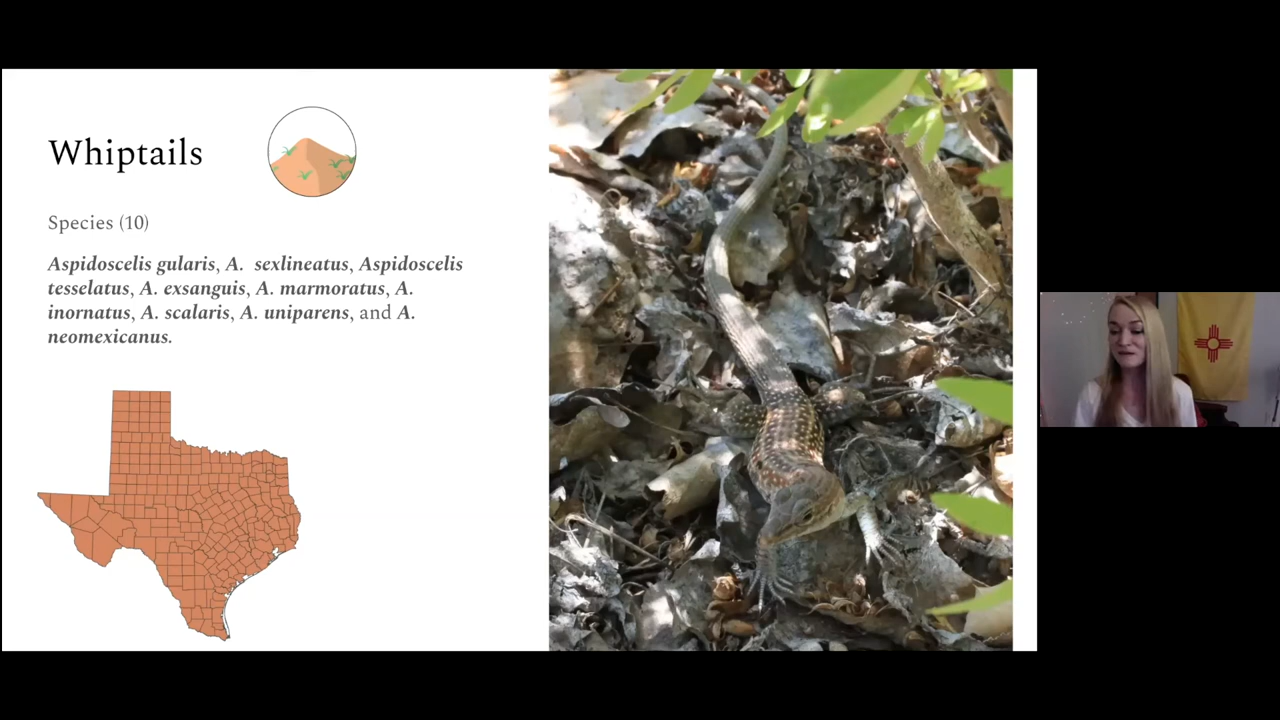 Whiptails
Species (10)
Aspidoscelis gularis, A. sexlineatus, Aspidoscelis
tesselatus, A. exsanguis, A. marmoratus, A.
inornatus, A. scalaris, A. uniparens, and A.
neomexicanus.